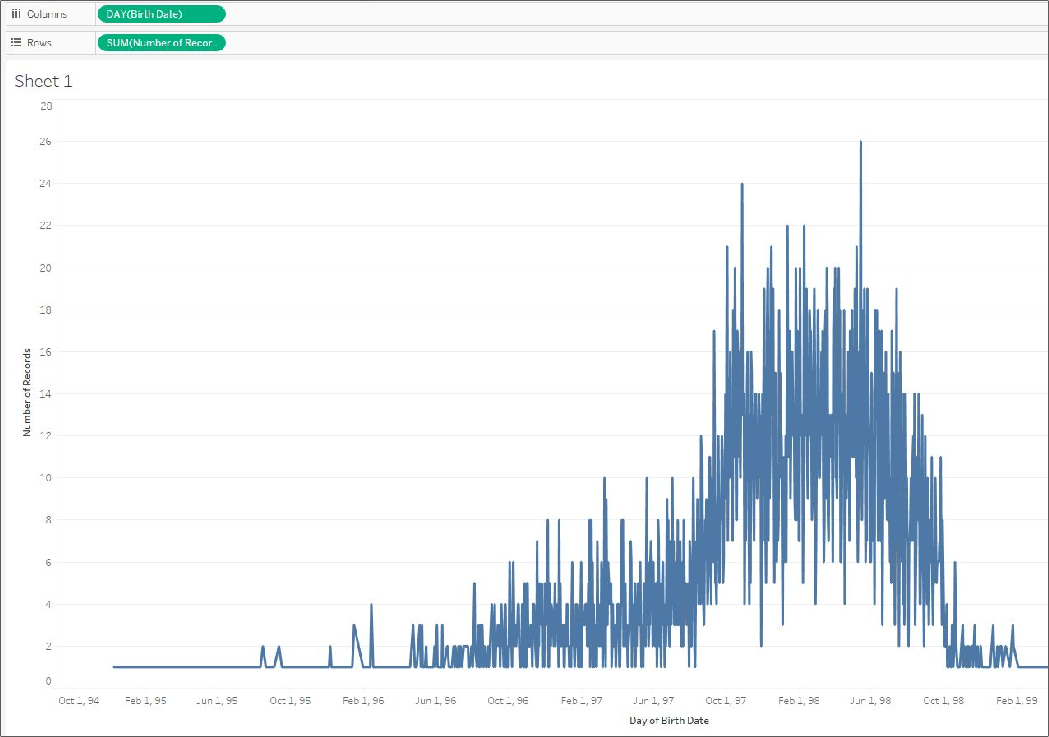 Columns DAY(Birth Date)
Rows SUM(Number of Recor..
Sheet 1
28
26
24
22
20
18
16
14
12
10
8
6
4
2
0
Number of Records
Oct 1, 94 Feb 1, 95 Jun 1, 95 Oct 1, 95 Feb 1, 96 Jun 1, 96 Oct 1, 96 Feb 1, 97 Jun 1, 97 Oct 1, 97 Feb 1, 98 Jun 1, 98 Oct 1, 98 Feb 1, 99
Day of Birth Date